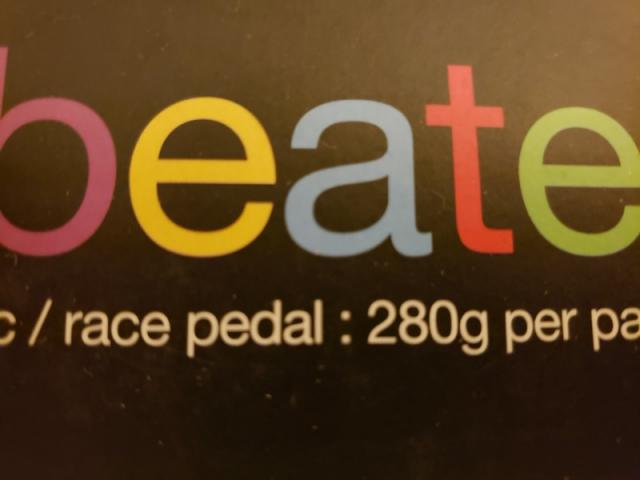 beate
c / race pedal : 280g per pa